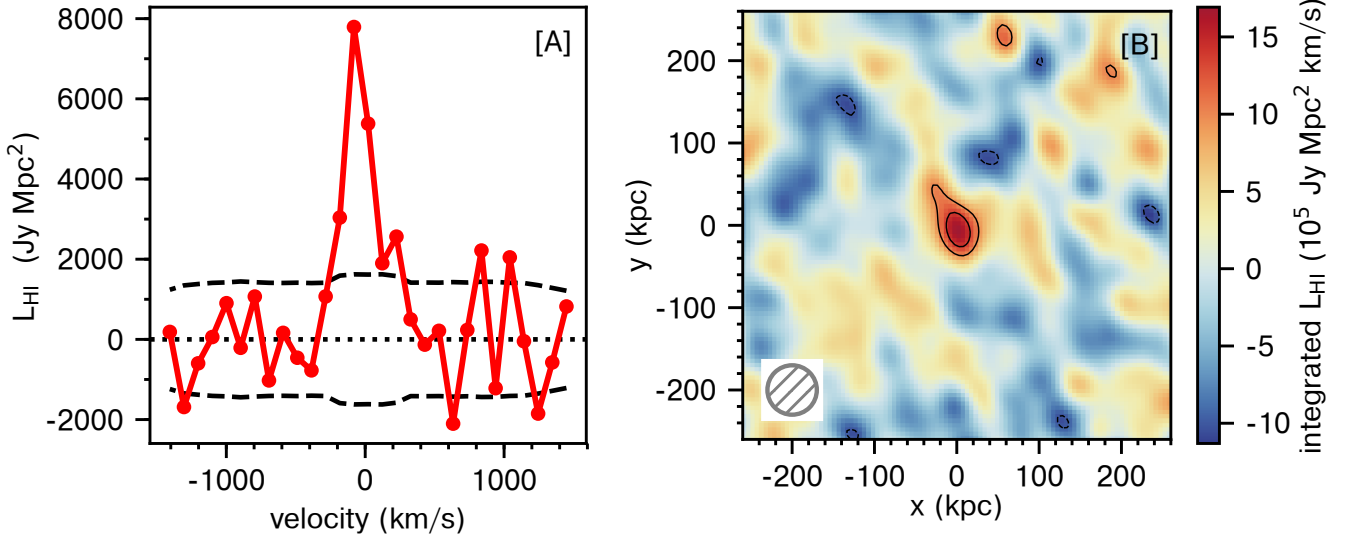 [A]
8000
6000
4000
2000
0
-2000
L_HI (Jy Mpc²)
-1000 0 1000
velocity (km/s)
[B]
200
100
0
-100
-200
y (kpc)
-200 -100 0 100 200
x (kpc)
15
10
5
0
-5
-10
integrated L_HI (10⁵ Jy Mpc² km/s)